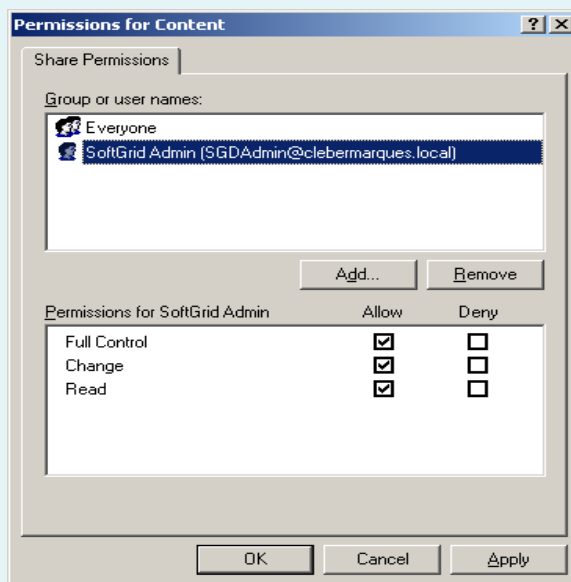 Permissions for Content
Share Permissions
Group or user names:
Everyone
SoftGrid Admin (SGDAdmin@clebermarques.local)
Add... Remove
Permissions for SoftGrid Admin Allow Deny
Full Control
Change
Read
OK Cancel Apply